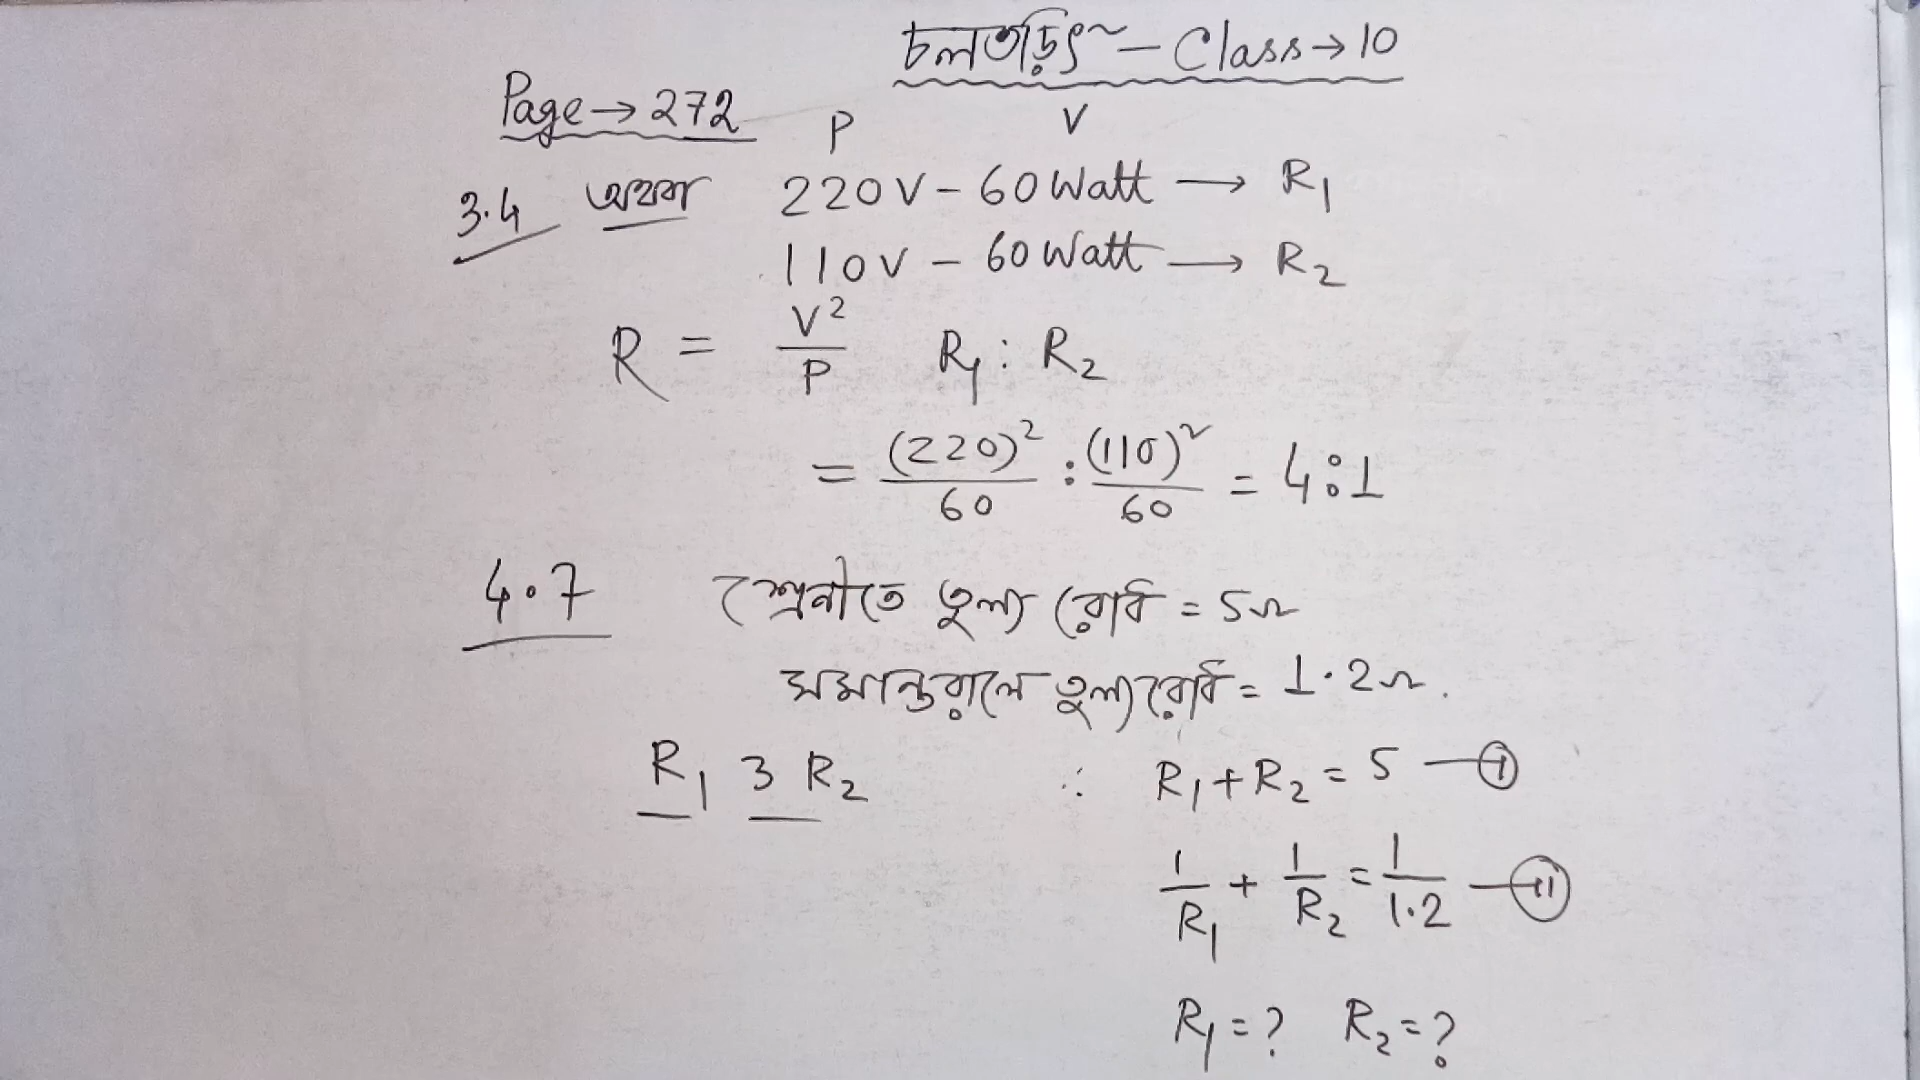 চলতড়িৎ - Class → 10
Page → 272
P V
3.4 অথবা 220V - 60 Watt → R₁
110V - 60 Watt → R₂
R = V²/P R₁ : R₂
= (220)²/60 : (110)²/60 = 4 : 1
4.7 শ্রেনীতে তুল্য রোধ = 5Ω
সমান্তরালে তুল্যরোধ = 1.2Ω.
R₁ ও R₂ ∴ R₁ + R₂ = 5 — (I)
1/R₁ + 1/R₂ = 1/1.2 — (II)
R₁ = ? R₂ = ?